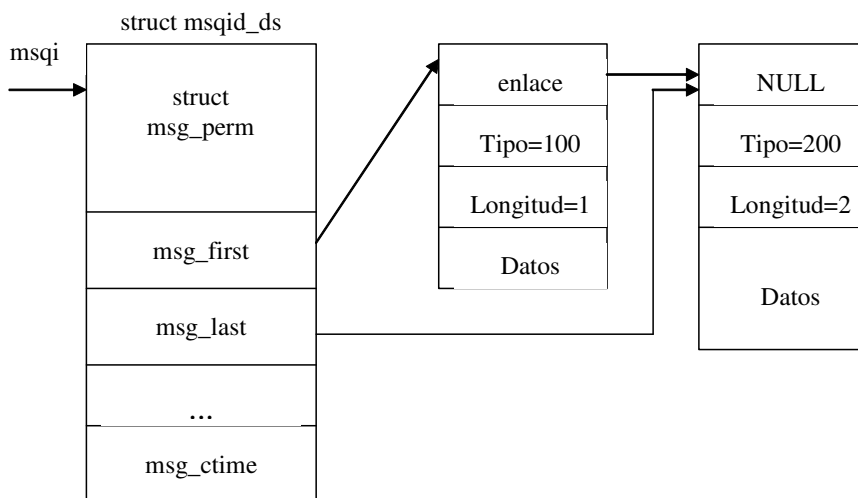 struct msqid_ds
msqi
struct
msg_perm
msg_first
msg_last
...
msg_ctime
enlace
Tipo=100
Longitud=1
Datos
NULL
Tipo=200
Longitud=2
Datos